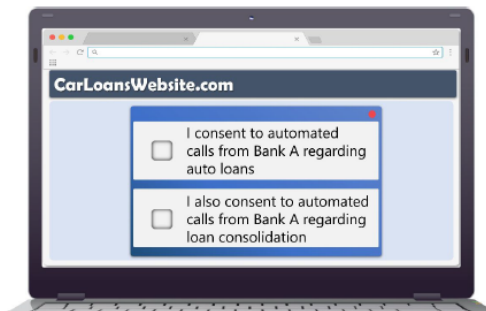 CarLoansWebsite.com
I consent to automated
calls from Bank A regarding
auto loans
I also consent to automated
calls from Bank A regarding
loan consolidation